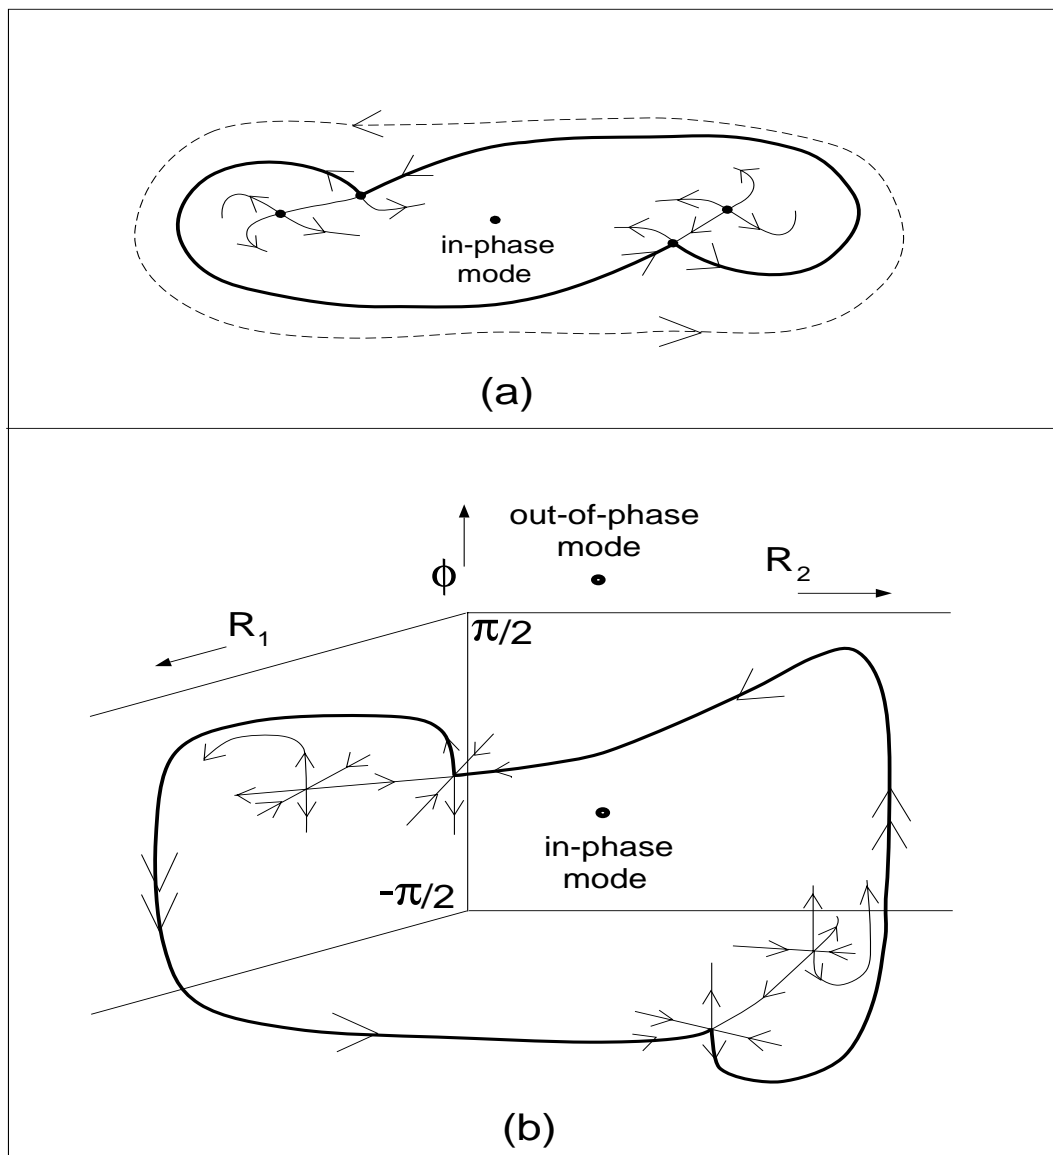 in-phase
mode
(a)
out-of-phase
mode
ϕ
R2
R1
π/2
in-phase
mode
-π/2
(b)